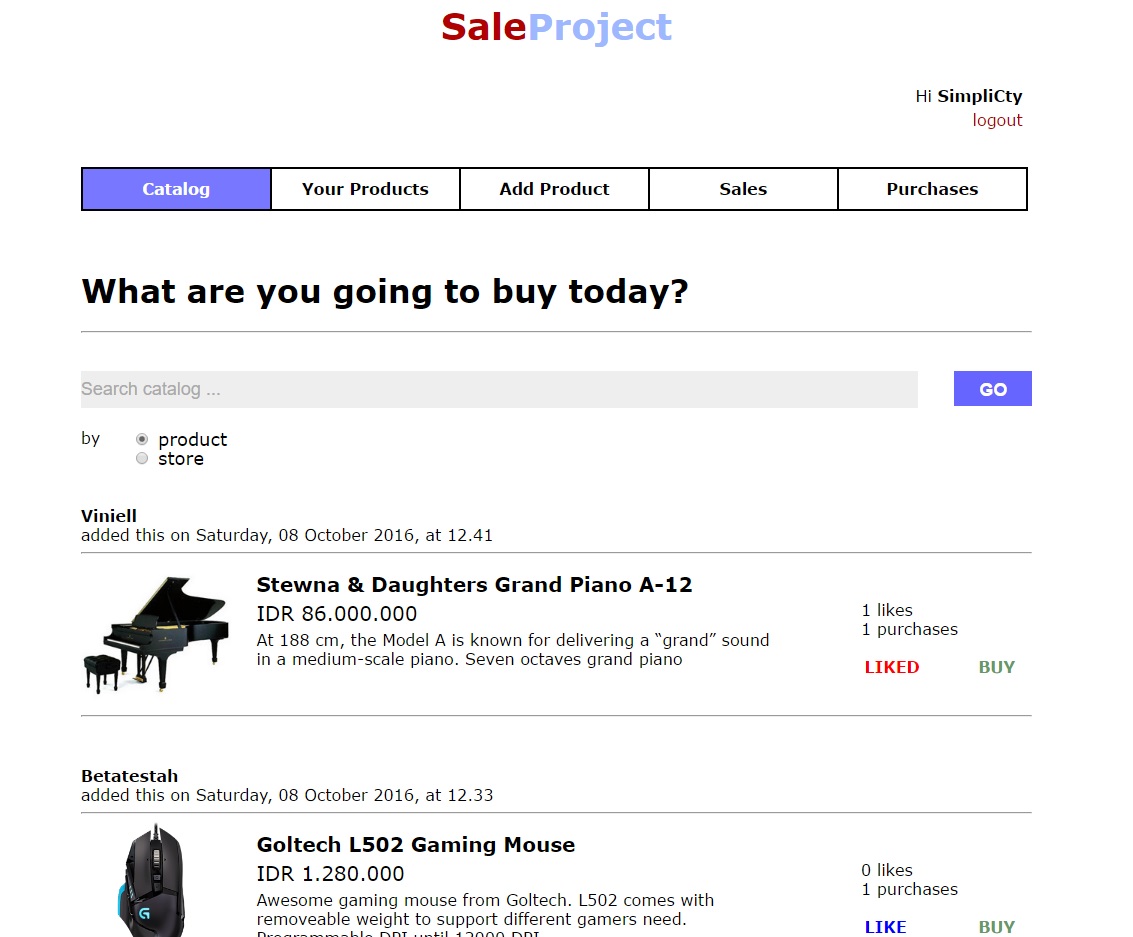 SaleProject
Hi SimpliCty
logout
Catalog Your Products Add Product Sales Purchases
What are you going to buy today?
Search catalog ...
GO
by
product
store
Viniell
added this on Saturday, 08 October 2016, at 12.41
Stewna & Daughters Grand Piano A-12
IDR 86.000.000
At 188 cm, the Model A is known for delivering a “grand” sound
in a medium-scale piano. Seven octaves grand piano
1 likes
1 purchases
LIKED BUY
Betatestah
added this on Saturday, 08 October 2016, at 12.33
Goltech L502 Gaming Mouse
IDR 1.280.000
Awesome gaming mouse from Goltech. L502 comes with
removeable weight to support different gamers need.
Programmable DPI until 12000 DPI
0 likes
1 purchases
LIKE BUY